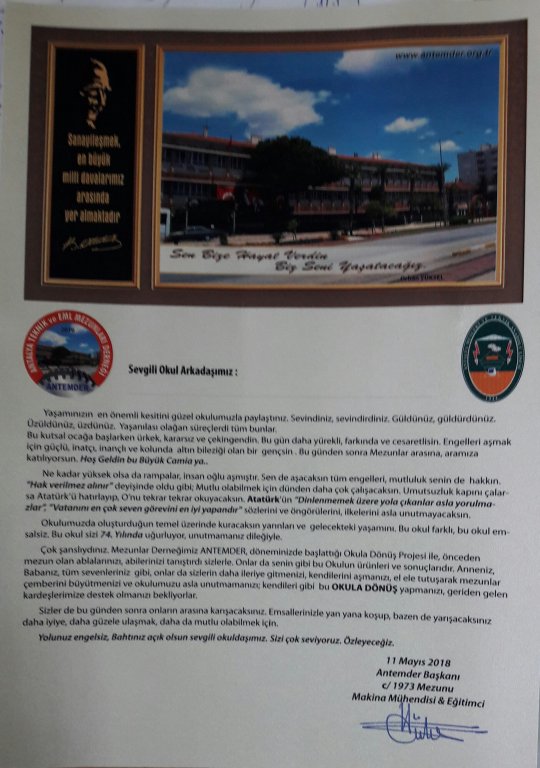 www.antemder.org.tr
Sanayileşmek,
en büyük
milli davalarımız
arasında
yer almaktadır
Sen Bize Hayat Verdin
Biz Seni Yaşatacağız.
YÜKSEL
ANTALYA TEKNİK ve EML MEZUNLARI DERNEĞİ
ANTEMDER
Sevgili Okul Arkadaşımız :
Yaşamınızın en önemli kesitini güzel okulumuzla paylaştınız. Sevindiniz, sevindirdiniz. Güldünüz, güldürdünüz.
Üzüldünüz, üzdünüz. Yaşanılası olağan süreçlerdi tüm bunlar.
Bu kutsal ocağa başlarken ürkek, kararsız ve çekingendin. Bu gün daha yürekli, farkında ve cesaretlisin. Engelleri aşmak
için güçlü, inatçı, inançlı ve kolunda altın bileziği olan bir gençsin . Bu günden sonra Mezunlar arasına, aramıza
katılıyorsun. Hoş Geldin bu Büyük Camia ya..
Ne kadar yüksek olsa da rampalar, insan oğlu aşmıştır. Sen de aşacaksın tüm engelleri, mutluluk senin de hakkın.
"Hak verilmez alınır" deyişinde oldu gibi; Mutlu olabilmek için dünden daha çok çalışacaksın. Umutsuzluk kapını çalar-
sa Atatürk'ü hatırlayıp, O'nu tekrar tekrar okuyacaksın. Atatürk'ün "Dinlenmemek üzere yola çıkanlar asla yorulma-
zlar", "Vatanını en çok seven görevini en iyi yapandır" sözlerini ve öngörülerini, ilkelerini asla unutmayacaksın.
Okulumuzda oluşturduğun temel üzerinde kuracaksın yarınları ve gelecekteki yaşamını. Bu okul farklı, bu okul em-
salsiz. Bu okul sizi 74. Yılında uğurluyor, unutmamanız dileğiyle.
Çok şanslıydınız. Mezunlar Derneğimiz ANTEMDER, döneminizde başlattığı Okula Dönüş Projesi ile, önceden
mezun olan ablalarınızı, abilerinizi tanıştırdı sizlerle. Onlar da senin gibi bu Okulun ürünleri ve sonuçlarıdır. Anneniz,
Babanız, tüm sevenleriniz gibi, onlar da sizlerin daha ileriye gitmenizi, kendilerini aşmanızı, el ele tutuşarak mezunlar
çemberini büyütmenizi ve okulumuzu asla unutmamanızı; kendileri gibi bu OKULA DÖNÜŞ yapmanızı, geriden gelen
kardeşlerimize destek olmanızı bekliyorlar.
Sizler de bu günden sonra onların arasına karışacaksınız. Emsallerinizle yan yana koşup, bazen de yarışacaksınız
daha iyiye, daha güzele ulaşmak, daha da mutlu olabilmek için.
Yolunuz engelsiz, Bahtınız açık olsun sevgili okuldaşımız. Sizi çok seviyoruz. Özleyeceğiz.
11 Mayıs 2018
Antemder Başkanı
c/ 1973 Mezunu
Makina Mühendisi & Eğitimci